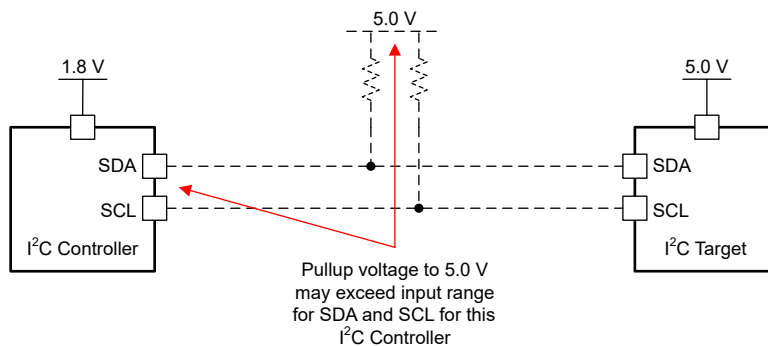 5.0 V
1.8 V
5.0 V
SDA
SDA
SCL
SCL
I²C Controller
I²C Target
Pullup voltage to 5.0 V
may exceed input range
for SDA and SCL for this
I²C Controller